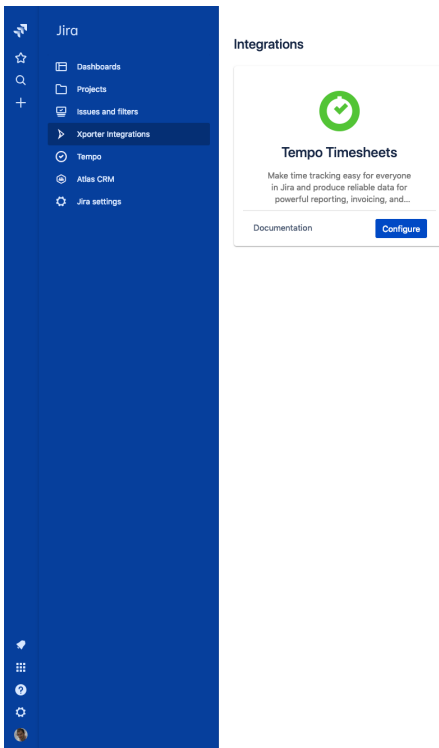 Jira
Dashboards
Projects
Issues and filters
Xporter Integrations
Tempo
Atlas CRM
Jira settings
Integrations
Tempo Timesheets
Make time tracking easy for everyone
in Jira and produce reliable data for
powerful reporting, invoicing, and...
Documentation
Configure